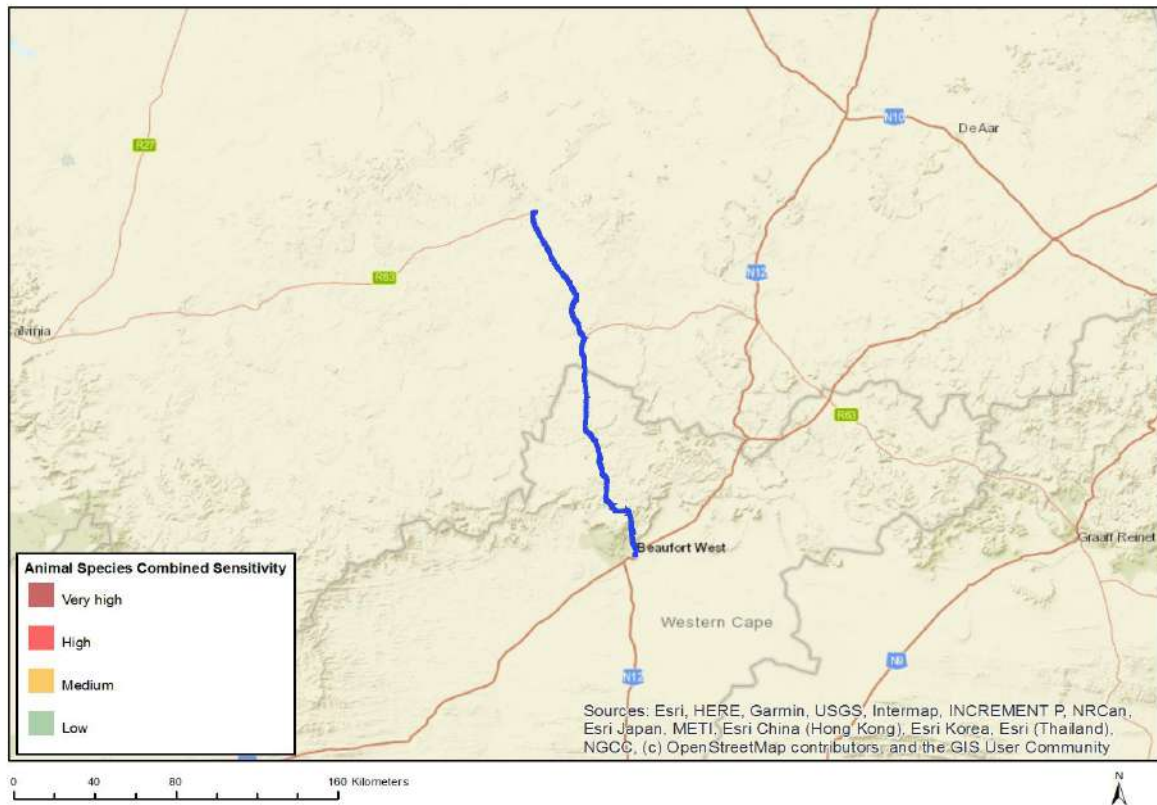 N10
De Aar
R27
R63
N12
alvinia
R63
Graaff Reinet
Beaufort West
Western Cape
N9
N12
Animal Species Combined Sensitivity
Very high
High
Medium
Low
Sources: Esri, HERE, Garmin, USGS, Intermap, INCREMENT P, NRCan,
Esri Japan, METI, Esri China (Hong Kong), Esri Korea, Esri (Thailand),
NGCC, (c) OpenStreetMap contributors, and the GIS User Community
0 40 80 160 Kilometers
N